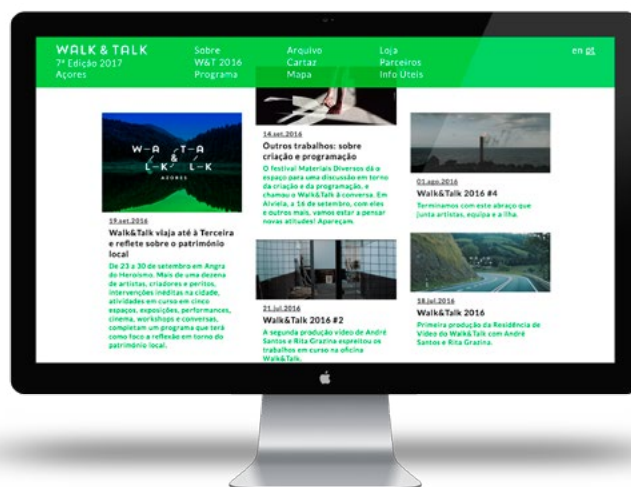 WALK & TALK
7ª Edição 2017
Açores
Sobre
W&T 2016
Programa
Arquivo
Cartaz
Mapa
Loja
Parceiros
Info Úteis
en pt
W—A T—A
&
L—K L—K
AZORES
19.set.2016
Walk&Talk viaja até à Terceira
e reflete sobre o património
local
De 23 a 30 de setembro em Angra
do Heroísmo. Mais de uma dezena
de artistas, criadores e peritos,
intervenções inéditas na cidade,
atividades em curso em cinco
espaços, exposições, performances,
cinema, workshops e conversas,
completam um programa que terá
como foco a reflexão em torno do
património local.
14.set.2016
Outros trabalhos: sobre
criação e programação
O festival Materiais Diversos dá o
espaço para uma discussão em torno
da criação e da programação, e
chamou o Walk&Talk à conversa. Em
Alviela, a 16 de setembro, com eles
e outros mais, vamos estar a pensar
novas atitudes! Apareçam.
21.jul.2016
Walk&Talk 2016 #2
A segunda produção vídeo de André
Santos e Rita Grazina espreitou os
trabalhos em curso na oficina
Walk&Talk.
01.ago.2016
Walk&Talk 2016 #4
Terminamos com este abraço que
junta artistas, equipa e a ilha.
18.jul.2016
Walk&Talk 2016
Primeira produção da Residência de
Vídeo do Walk&Talk com André
Santos e Rita Grazina.